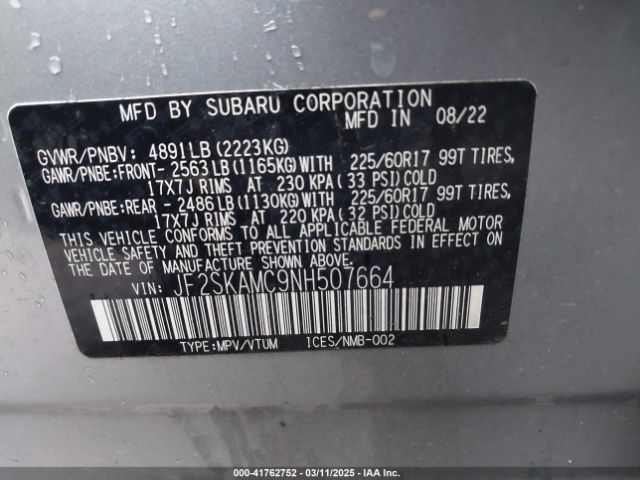 MFD BY SUBARU CORPORATION
MFD IN 08/22
GVWR/PNBV: 4891LB(2223KG)
GAWR/PNBE:FRONT- 2563LB(1165KG)WITH 225/60R17 99T TIRES,
17X7J RIMS AT 230 KPA(33 PSI)COLD
GAWR/PNBE:REAR - 2486LB(1130KG)WITH 225/60R17 99T TIRES,
17X7J RIMS AT 220 KPA(32 PSI)COLD
THIS VEHICLE CONFORMS TO ALL APPLICABLE FEDERAL MOTOR
VEHICLE SAFETY AND THEFT PREVENTION STANDARDS IN EFFECT ON
THE DATE OF MANUFACTURE SHOWN ABOVE.
VIN: JF2SKAMC9NH507664
TYPE:MPV/VTUM ICES/NMB-002
000-41762752 - 03/11/2025 - IAA Inc.